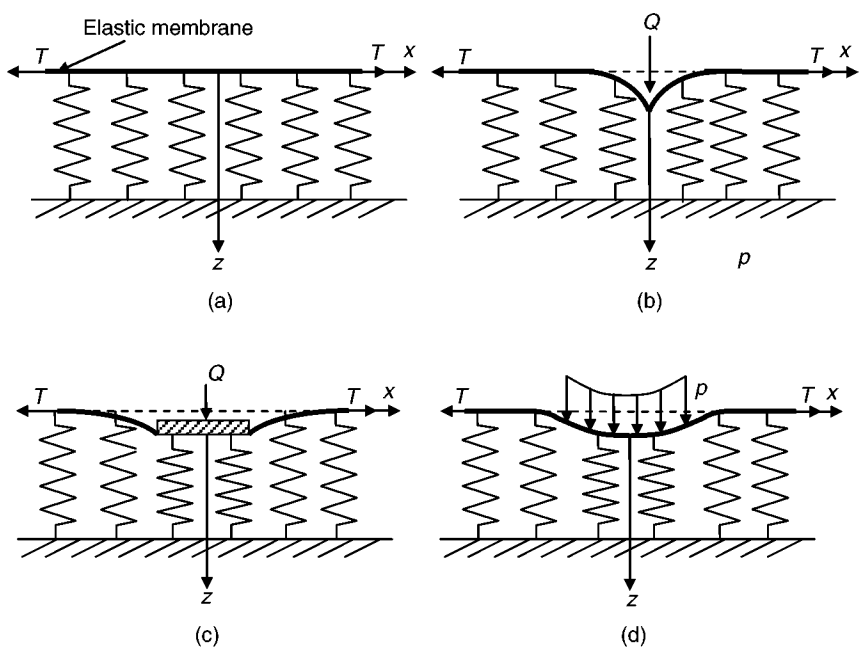 Elastic membrane
T T x
z
(a)
Q
T T x
z p
(b)
Q
T T x
z
(c)
p
T T x
z
(d)